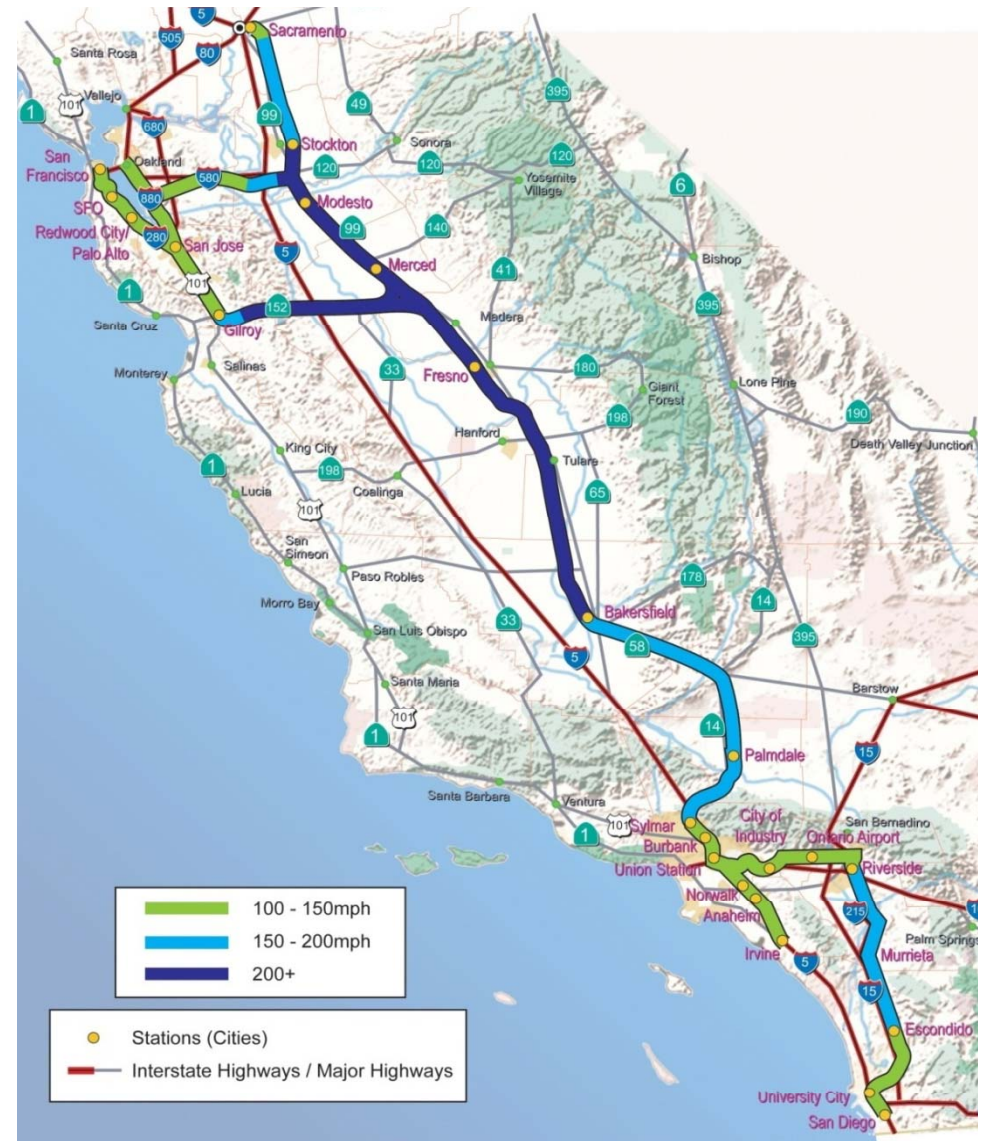 5
505
80
Sacramento
Santa Rosa
101
1
Vallejo
680
99
49
395
Stockton
Sonora
120
120
120
San
Francisco
Oakland
580
Yosemite
Village
6
SFO
880
Modesto
Redwood City/
Palo Alto
280
San Jose
99
140
5
Merced
41
Bishop
101
1
395
152
Santa Cruz
Gilroy
Madera
Monterey
Salinas
Fresno
33
180
Giant
Forest
Lone Pine
198
190
King City
Hanford
Death Valley Junction
1
198
Tulare
Lucia
Coalinga
65
101
San
Simeon
Paso Robles
178
14
Morro Bay
Bakersfield
San Luis Obispo
33
58
395
5
Santa Maria
Barstow
101
1
14
15
Palmdale
Santa Barbara
Ventura
101
1
Sylmar
City of
Industry
San Bernadino
Burbank
Ontario Airport
Union Station
Riverside
Norwalk
Anaheim
215
Irvine
5
Palm Springs
Murrieta
15
Escondido
University City
San Diego
100 - 150mph
150 - 200mph
200+
Stations (Cities)
Interstate Highways / Major Highways